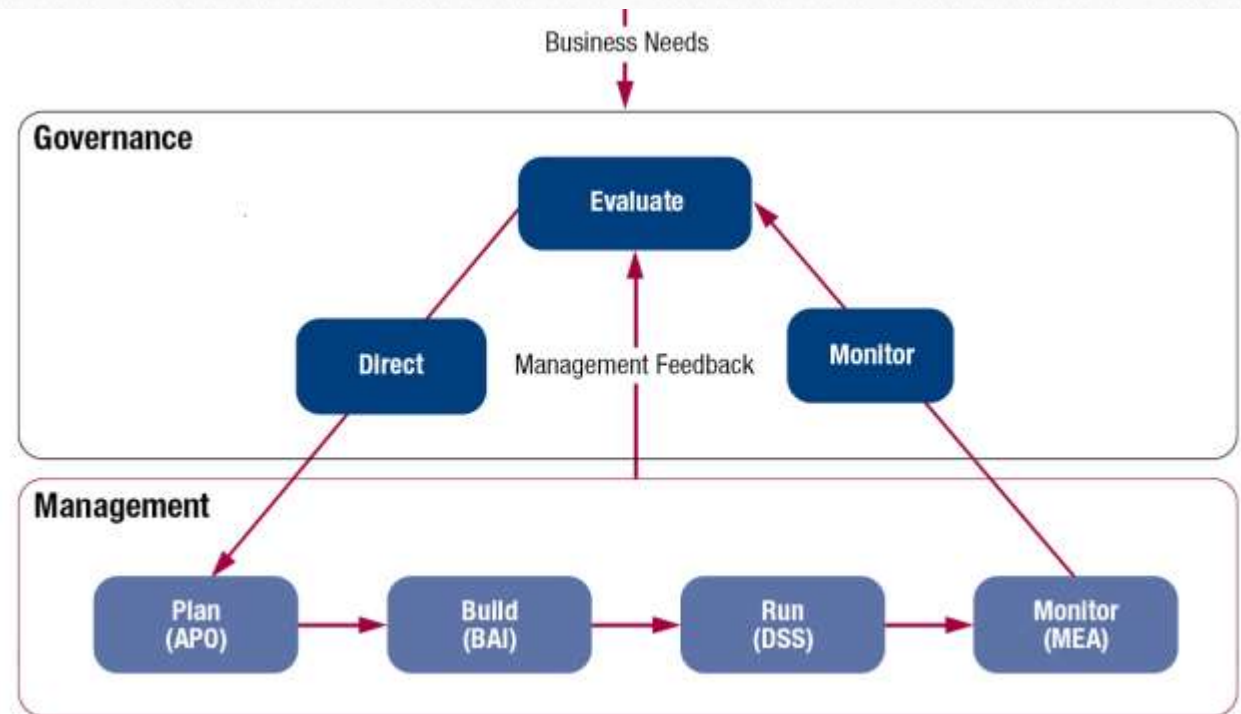 Business Needs
Governance
Evaluate
Direct
Management Feedback
Monitor
Management
Plan
(APO)
Build
(BAI)
Run
(DSS)
Monitor
(MEA)